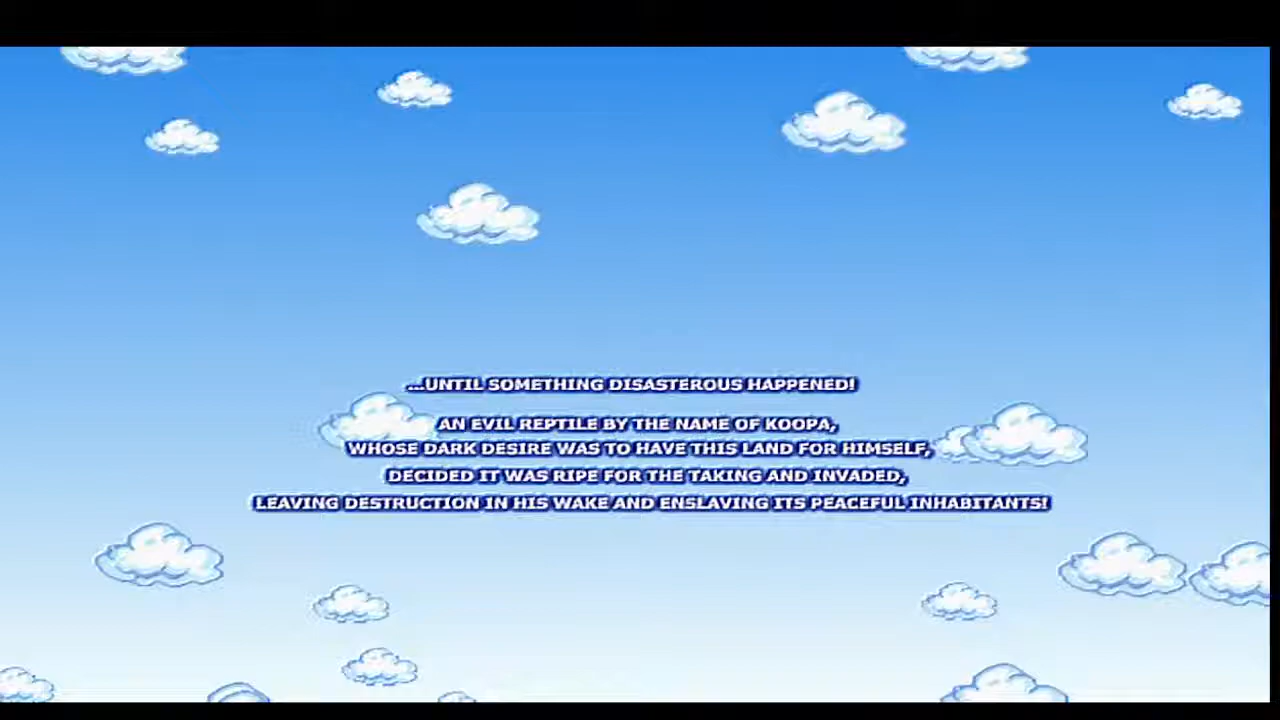 ...UNTIL SOMETHING DISASTEROUS HAPPENED!
AN EVIL REPTILE BY THE NAME OF KOOPA,
WHOSE DARK DESIRE WAS TO HAVE THIS LAND FOR HIMSELF,
DECIDED IT WAS RIPE FOR THE TAKING AND INVADED,
LEAVING DESTRUCTION IN HIS WAKE AND ENSLAVING ITS PEACEFUL INHABITANTS!